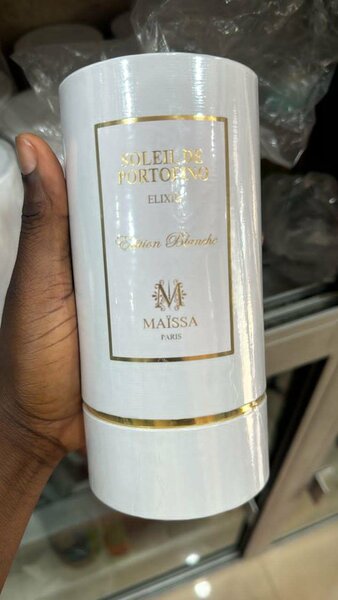 SOLEIL DE
PORTOFINO
ELIXIR
Edition Blanche
M
MAÏSSA
PARIS